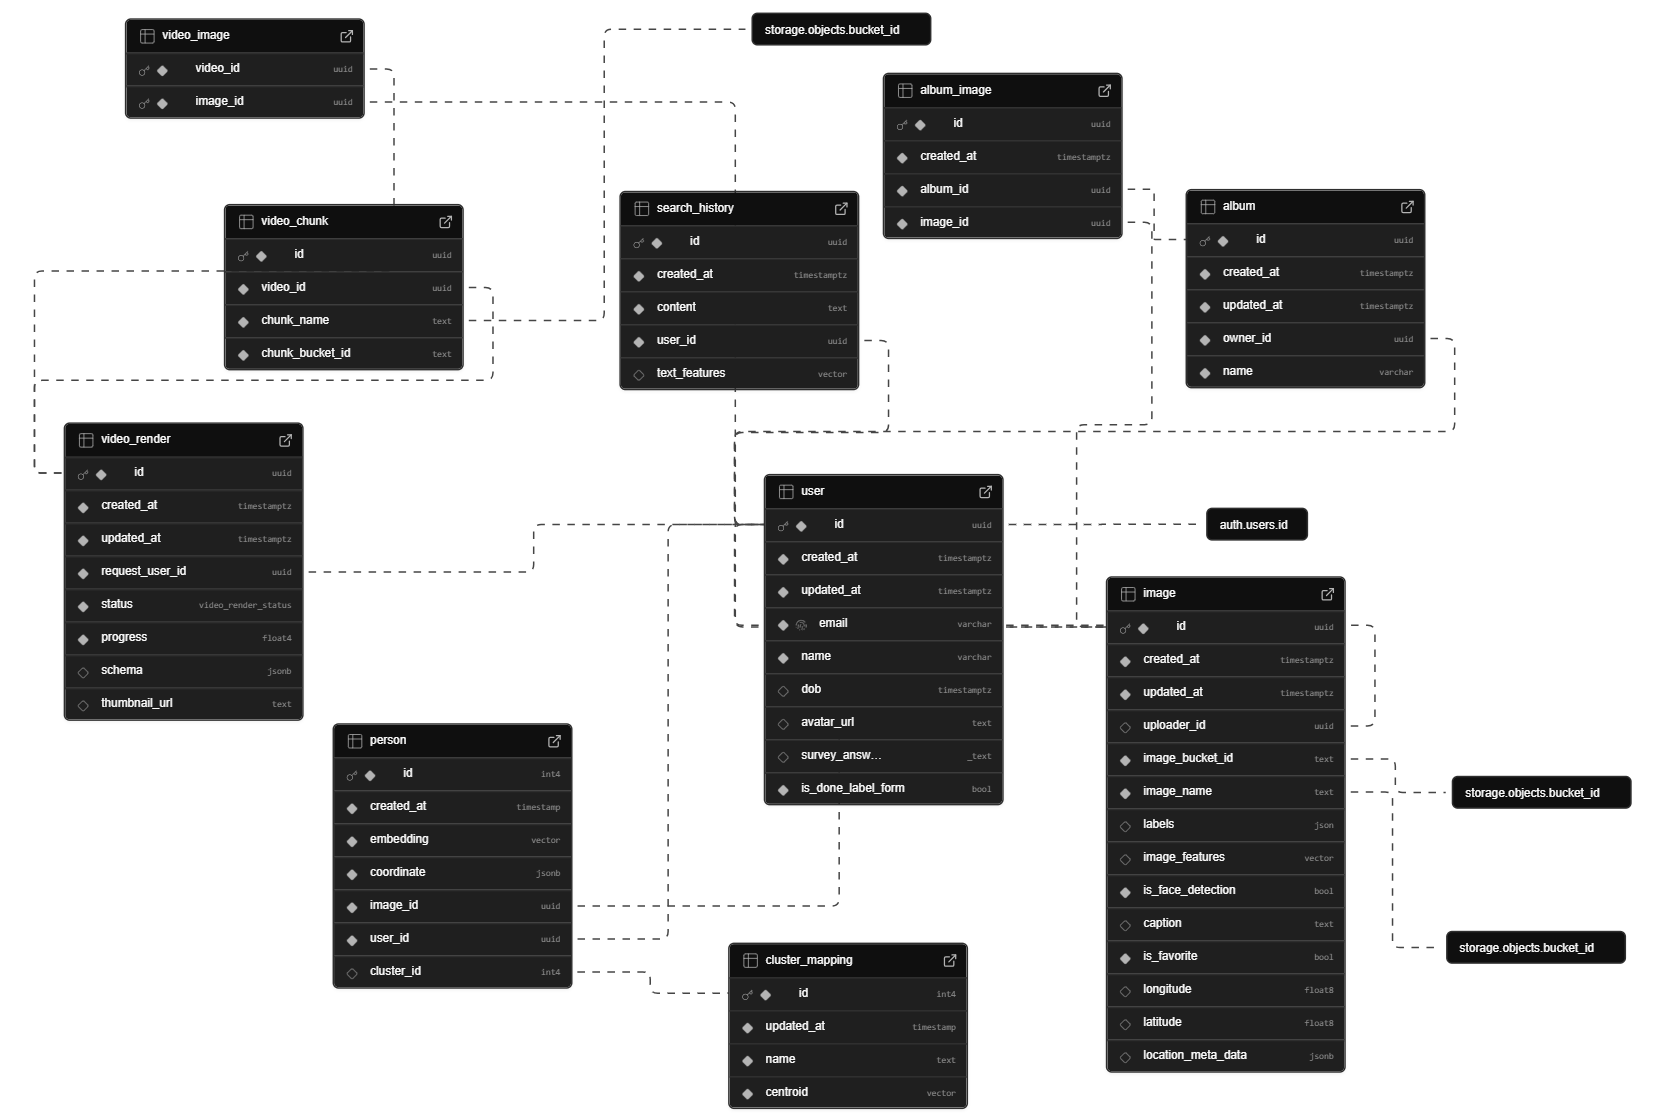 video_image
video_id uuid
image_id uuid
storage.objects.bucket_id
album_image
id uuid
created_at timestamptz
album_id uuid
image_id uuid
video_chunk
id uuid
video_id uuid
chunk_name text
chunk_bucket_id text
search_history
id uuid
created_at timestamptz
content text
user_id uuid
text_features vector
album
id uuid
created_at timestamptz
updated_at timestamptz
owner_id uuid
name varchar
video_render
id uuid
created_at timestamptz
updated_at timestamptz
request_user_id uuid
status video_render_status
progress float4
schema jsonb
thumbnail_url text
user
id uuid
created_at timestamptz
updated_at timestamptz
email varchar
name varchar
dob timestamptz
avatar_url text
survey_answ... _text
is_done_label_form bool
auth.users.id
image
id uuid
created_at timestamptz
updated_at timestamptz
uploader_id uuid
image_bucket_id text
image_name text
labels json
image_features vector
is_face_detection bool
caption text
is_favorite bool
longitude float8
latitude float8
location_meta_data jsonb
storage.objects.bucket_id
storage.objects.bucket_id
person
id int4
created_at timestamp
embedding vector
coordinate jsonb
image_id uuid
user_id uuid
cluster_id int4
cluster_mapping
id int4
updated_at timestamp
name text
centroid vector